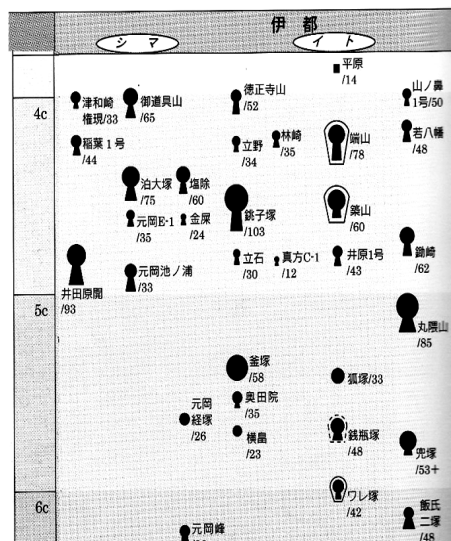 伊都
シマ
イト
平原
/14
4c
津和崎
権現/33
御道具山
/65
徳正寺山
/52
山ノ鼻
1号/50
稲葉1号
/44
立野
/34
林崎
/35
端山
/78
若八幡
/48
泊大塚
/75
塩除
/60
銚子塚
/103
築山
/60
元岡E-1
/35
金屎
/24
鋤崎
/62
井田原開
/93
元岡池ノ浦
/33
立石
/30
真方C-1
/12
井原1号
/43
5c
丸隈山
/85
釜塚
/58
狐塚/33
奥田院
/35
元岡
経塚
/26
横畠
/23
銭瓶塚
/48
兜塚
/53+
6c
ワレ塚
/42
飯氏
二塚
/48
元岡峰